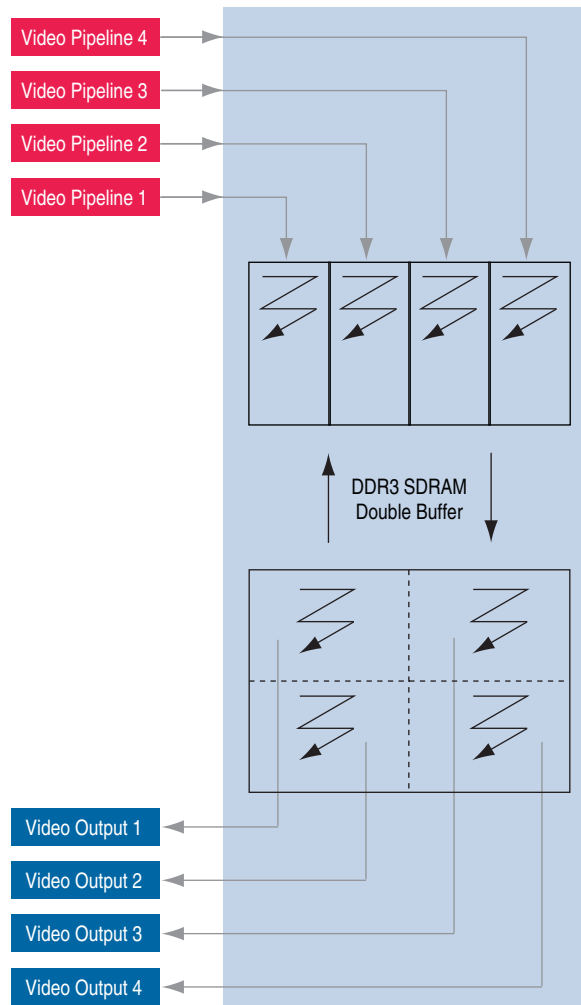 Video Pipeline 4
Video Pipeline 3
Video Pipeline 2
Video Pipeline 1
DDR3 SDRAM
Double Buffer
Video Output 1
Video Output 2
Video Output 3
Video Output 4